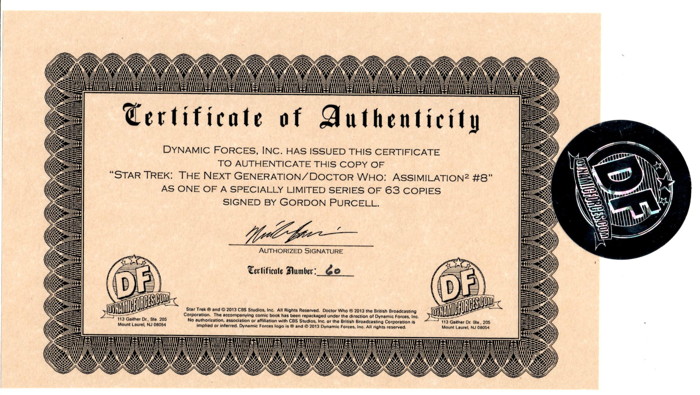 Certificate of Authenticity
DYNAMIC FORCES, INC. HAS ISSUED THIS CERTIFICATE
TO AUTHENTICATE THIS COPY OF
"STAR TREK: THE NEXT GENERATION/DOCTOR WHO: ASSIMILATION² #8"
AS ONE OF A SPECIALLY LIMITED SERIES OF 63 COPIES
SIGNED BY GORDON PURCELL.
AUTHORIZED SIGNATURE
Certificate Number: 60
DF
DYNAMICFORCES.COM
113 Gaither Dr., Ste. 205
Mount Laurel, NJ 08054
Star Trek ® and © 2013 CBS Studios, Inc. All Rights Reserved. Doctor Who © 2013 the British Broadcasting
Corporation. The accompanying comic book has been repackaged under the direction of Dynamic Forces, Inc.
No authorization, association or affiliation with CBS Studios, Inc. or the British Broadcasting Corporation is
implied or inferred. Dynamic Forces logo is ® and © 2013 Dynamic Forces, Inc. All rights reserved.
DF
DYNAMICFORCES.COM
113 Gaither Dr., Ste. 205
Mount Laurel, NJ 08054
DF
DYNAMICFORCES.COM